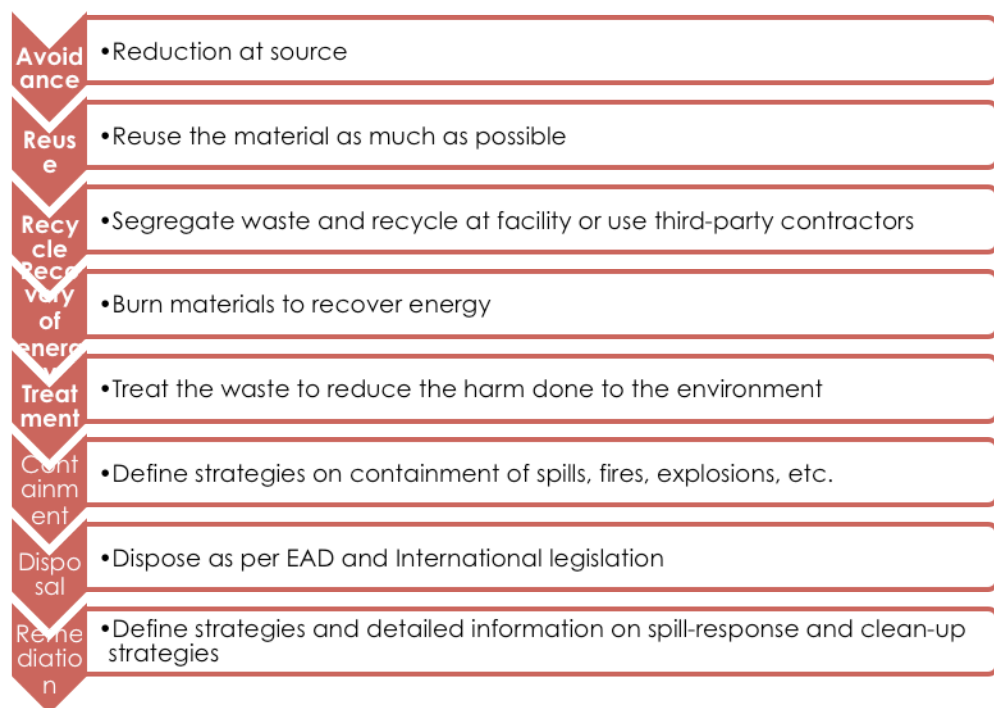 Avoid
ance
•Reduction at source
Reus
e
•Reuse the material as much as possible
Recy
cle
•Segregate waste and recycle at facility or use third-party contractors
Reco
very
of
energ
•Burn materials to recover energy
Treat
ment
•Treat the waste to reduce the harm done to the environment
Cont
ainm
ent
•Define strategies on containment of spills, fires, explosions, etc.
Dispo
sal
•Dispose as per EAD and International legislation
Reme
diatio
n
•Define strategies and detailed information on spill-response and clean-up
strategies